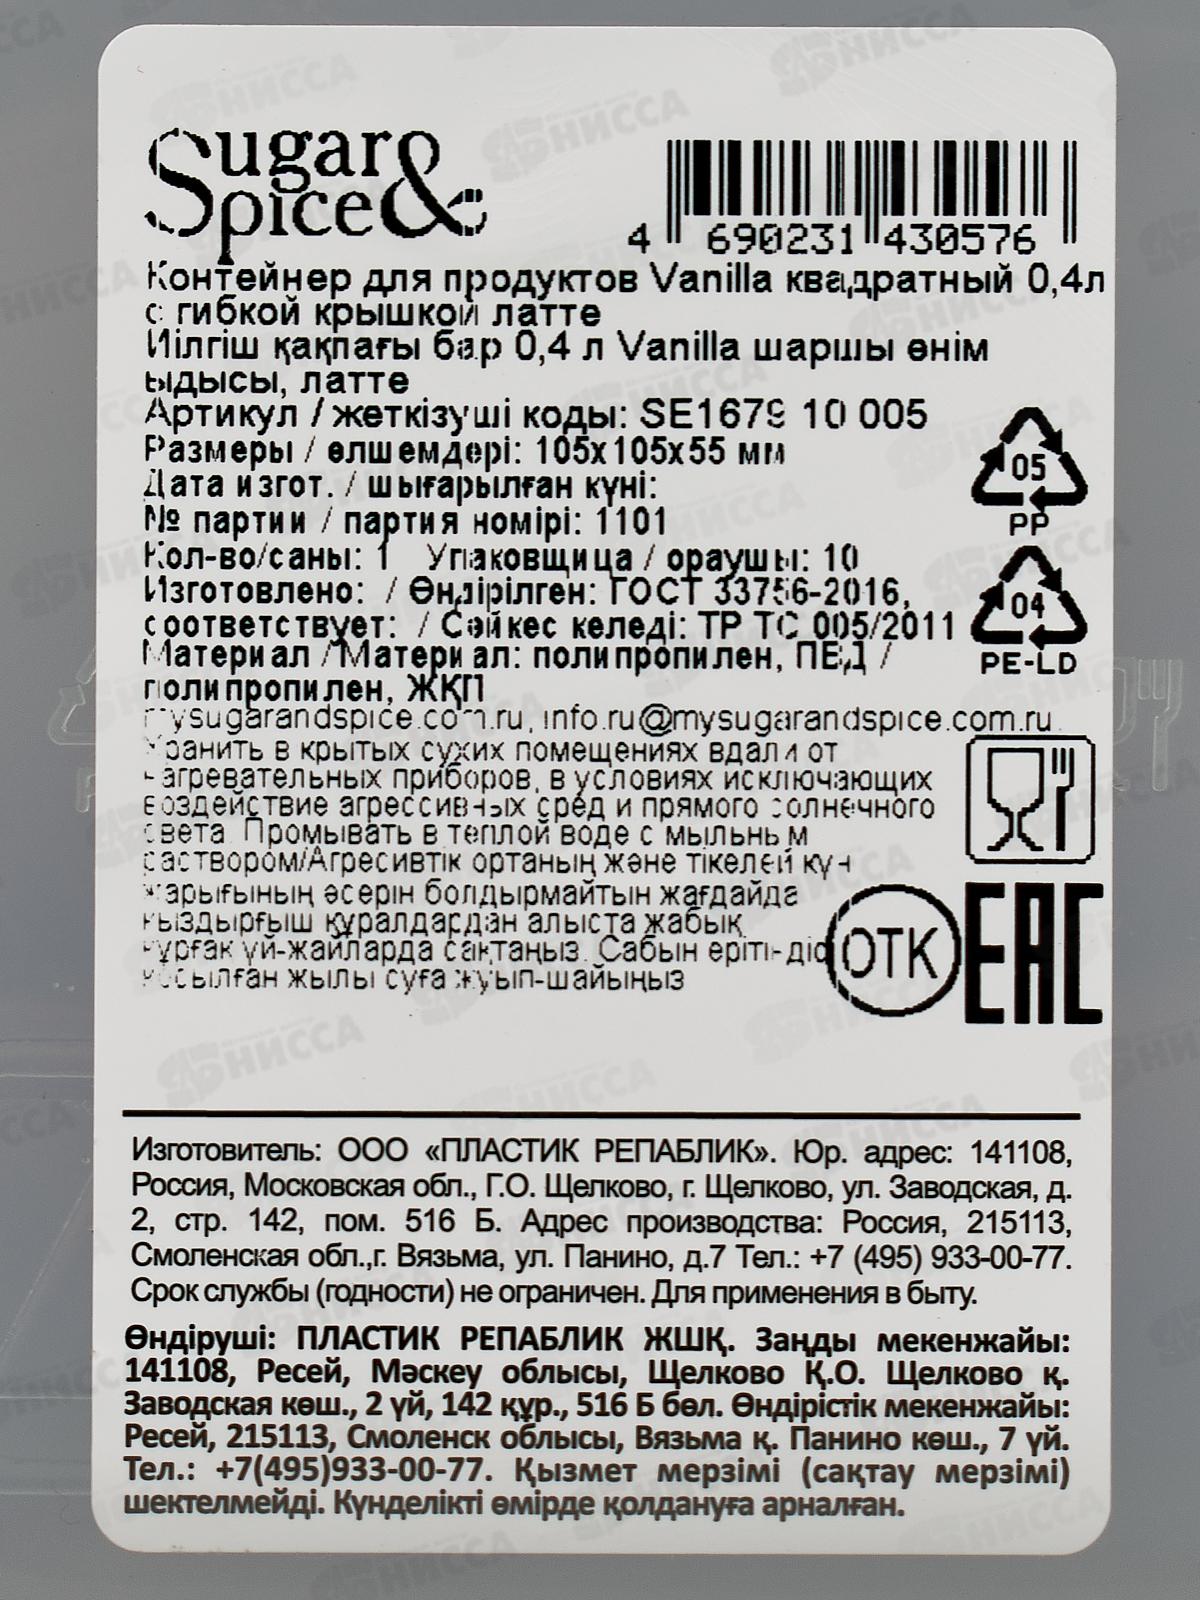 Sugar &
Spice
4 690231 430576
Контейнер для продуктов Vanilla квадратный 0,4л
с гибкой крышкой латте
Иілгіш қақпағы бар 0,4 л Vanilla шаршы өнім
ыдысы, латте
Артикул / жеткізуші коды: SE1679 10 005
Размеры / өлшемдері: 105x105x55 мм
Дата изгот. / шығарылған күні:
№ партии / партия номірі: 1101
Кол-во/саны: 1 Упаковщица / ораушы: 10
Изготовлено: / Өндірілген: ГОСТ 33756-2016,
соответствует: / Сәйкес келеді: ТР ТС 005/2011
Материал /Материал: полипропилен, ПЕД /
полипропилен, ЖҚП
mysugarandspice.com.ru, info.ru@mysugarandspice.com.ru
Хранить в крытых сухих помещениях вдали от
нагревательных приборов, в условиях исключающих
воздействие агрессивных сред и прямого солнечного
света. Промывать в теплой воде с мыльным
раствором/Агресивтік ортаның және тікелей күн
жарығының әсерін болдырмайтын жағдайда
қыздырғыш құралдардан алыста жабық
құрғақ үй-жайларда сақтаңыз. Сабын
қосылған жылы суға жуып-шайыңыз
05
PP
04
PE-LD
ОТК
EAC
Изготовитель: ООО «ПЛАСТИК РЕПАБЛИК». Юр. адрес: 141108,
Россия, Московская обл., Г.О. Щелково, г. Щелково, ул. Заводская, д.
2, стр. 142, пом. 516 Б. Адрес производства: Россия, 215113,
Смоленская обл.,г. Вязьма, ул. Панино, д.7 Тел.: +7 (495) 933-00-77.
Срок службы (годности) не ограничен. Для применения в быту.
Өндіруші: ПЛАСТИК РЕПАБЛИК ЖШҚ. Заңды мекенжайы:
141108, Ресей, Мәскеу облысы, Щелково Қ.О. Щелково қ.
Заводская көш., 2 үй, 142 құр., 516 Б бөл. Өндірістік мекенжайы:
Ресей, 215113, Смоленск облысы, Вязьма қ. Панино көш., 7 үй.
Тел.: +7(495)933-00-77. Қызмет мерзімі (сақтау мерзімі)
шектелмейді. Күнделікті өмірде қолдануға арналған.